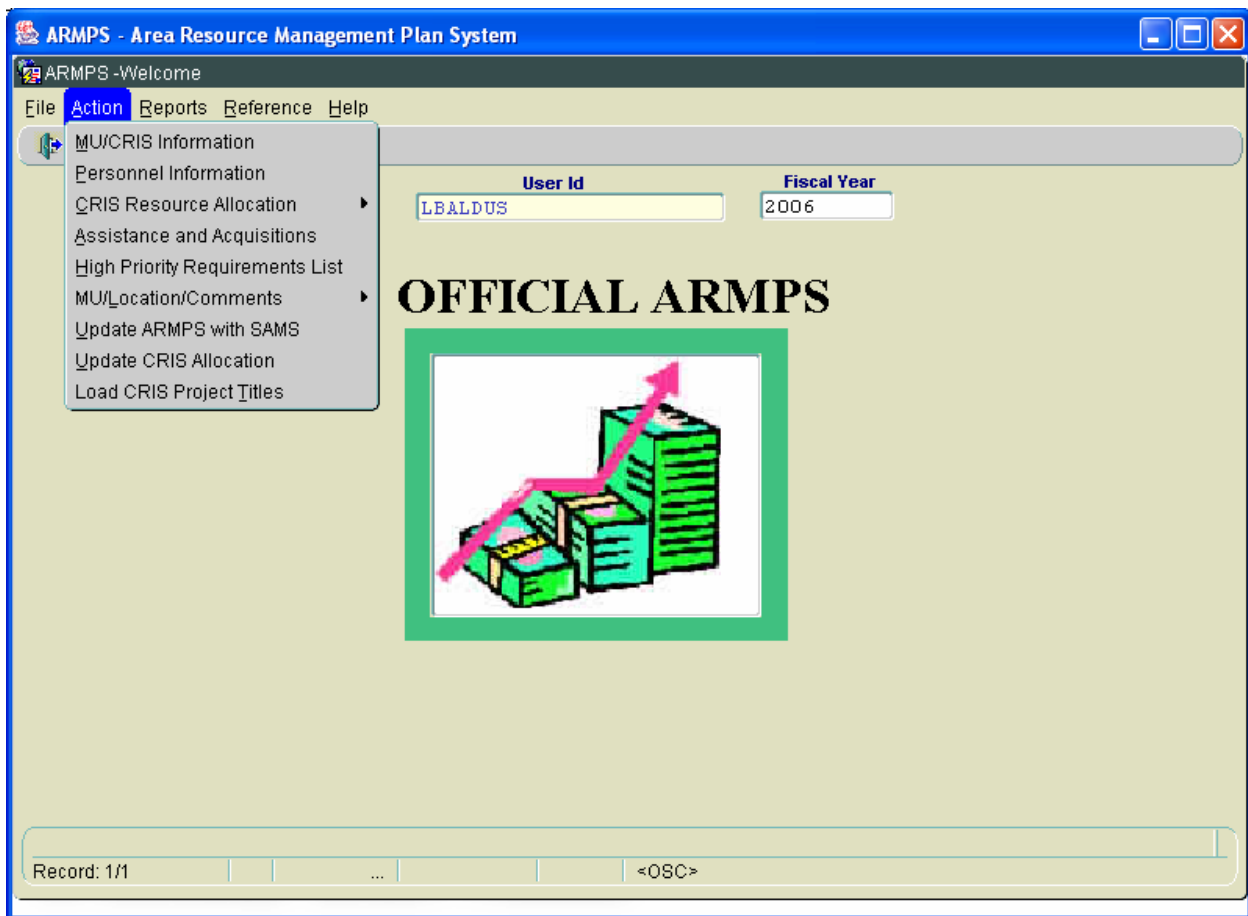 ARMPS - Area Resource Management Plan System
ARMPS -Welcome
File Action Reports Reference Help
MU/CRIS Information
Personnel Information
CRIS Resource Allocation
Assistance and Acquisitions
High Priority Requirements List
MU/Location/Comments
Update ARMPS with SAMS
Update CRIS Allocation
Load CRIS Project Titles
User Id Fiscal Year
LBALDUS 2006
OFFICIAL ARMPS
Record: 1/1 ... <OSC>